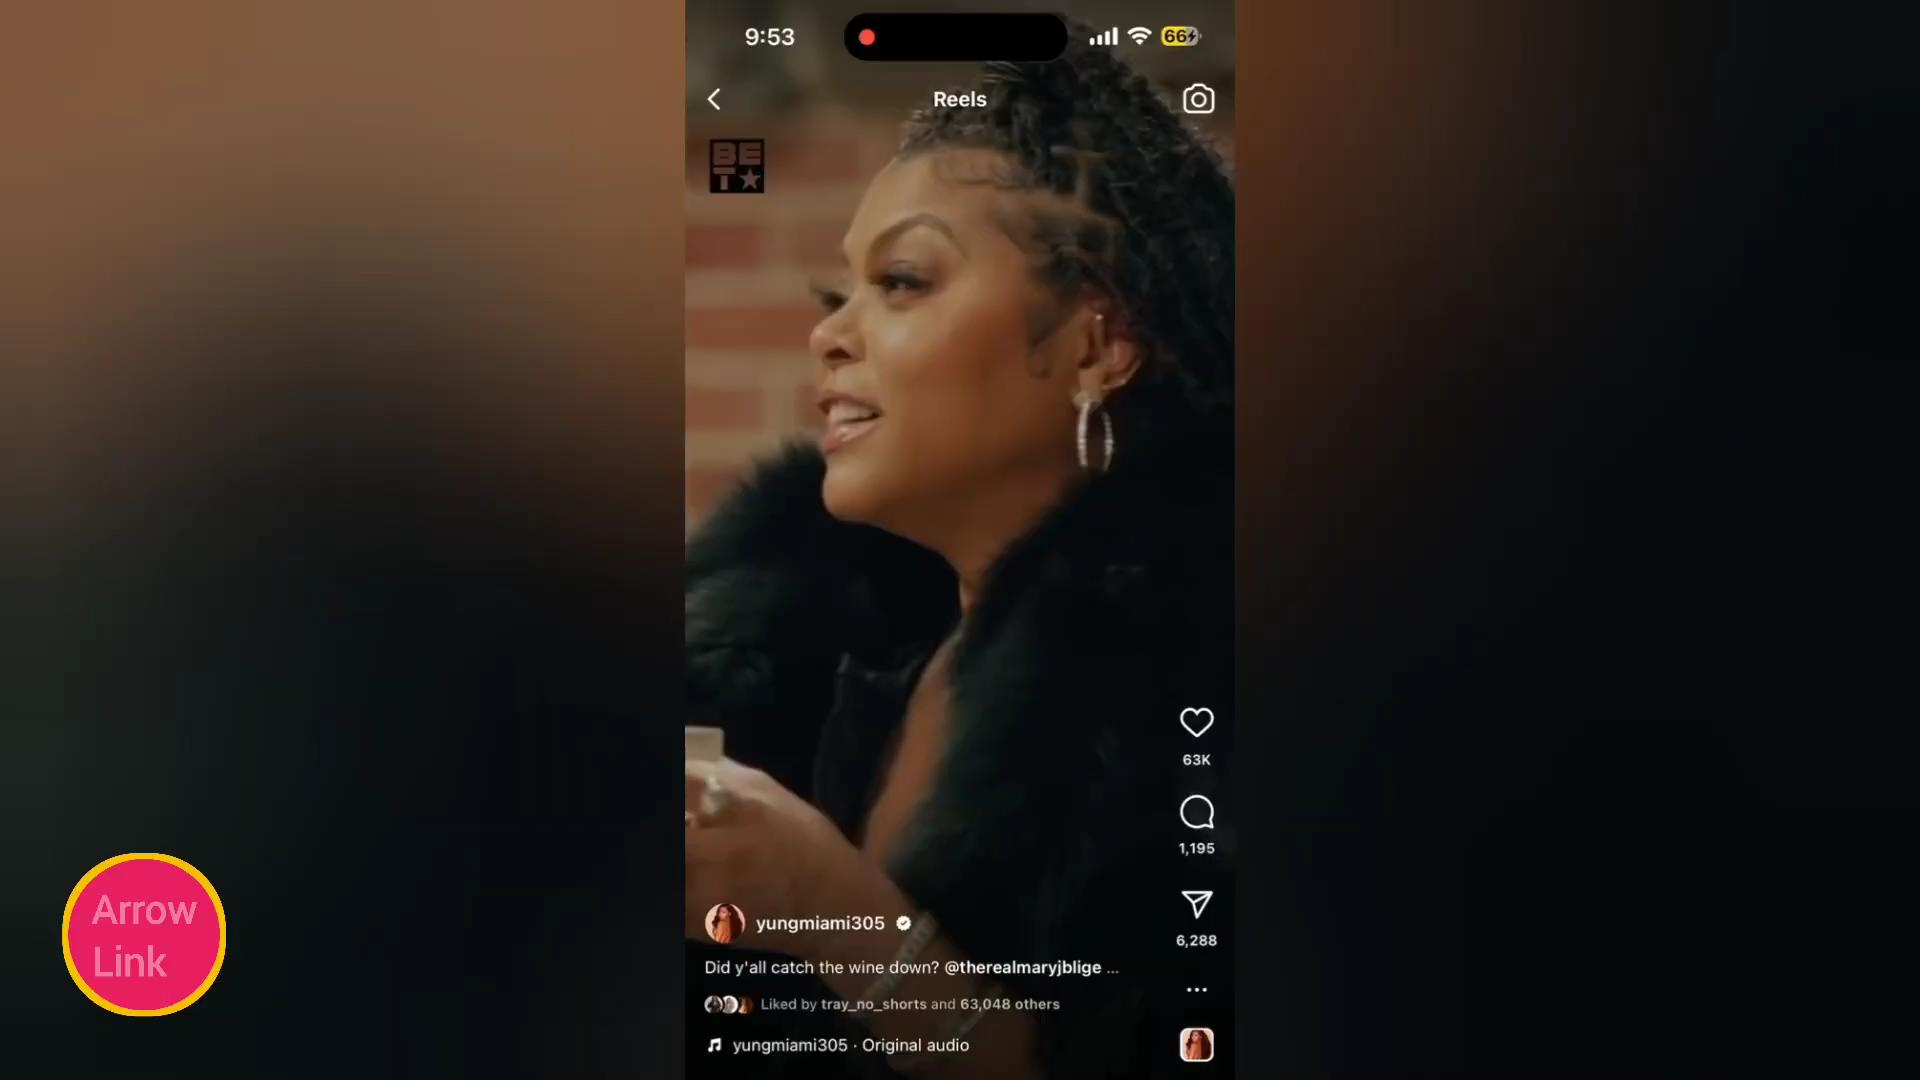 9:53
66
Reels
BE
T
63K
1,195
6,288
yungmiami305
Did y'all catch the wine down? @therealmaryjblige ...
Liked by tray_no_shorts and 63,048 others
yungmiami305 · Original audio
Arrow
Link